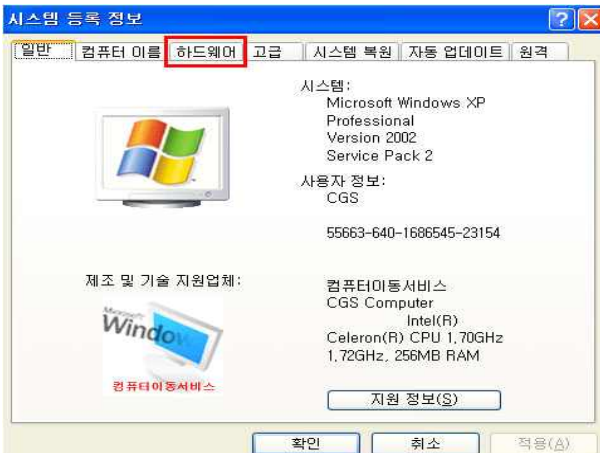 시스템 등록 정보
일반 컴퓨터 이름 하드웨어 고급 시스템 복원 자동 업데이트 원격
시스템:
Microsoft Windows XP
Professional
Version 2002
Service Pack 2
사용자 정보:
CGS
55663-640-1686545-23154
제조 및 기술 지원업체:
Microsoft
Window
컴퓨터이동서비스
컴퓨터이동서비스
CGS Computer
Intel(R)
Celeron(R) CPU 1,70GHz
1,72GHz, 256MB RAM
지원 정보(S)
확인 취소 적용(A)